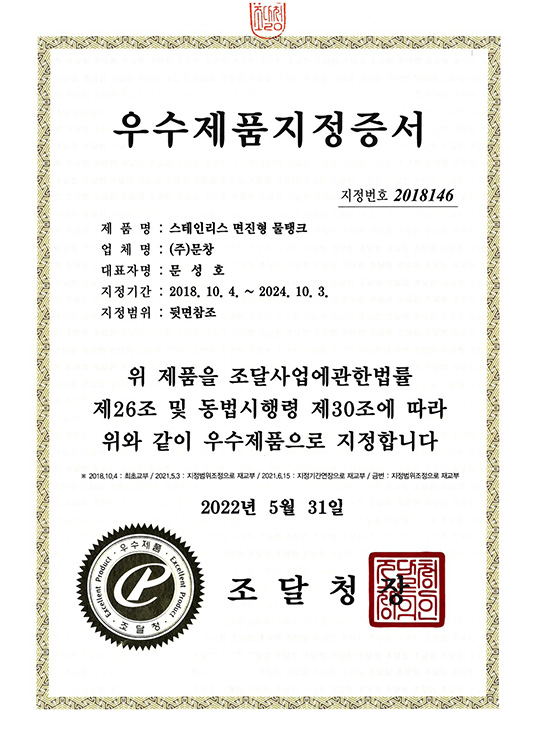 우수제품지정증서
지정번호 2018146
제 품 명 : 스테인리스 면진형 물탱크
업 체 명 : (주)문창
대표자명 : 문 성 호
지정기간 : 2018. 10. 4. ~ 2024. 10. 3.
지정범위 : 뒷면참조
위 제품을 조달사업에관한법률
제26조 및 동법시행령 제30조에 따라
위와 같이 우수제품으로 지정합니다
※ 2018.10.4 : 최초교부 / 2021.5.3 : 지정범위조정으로 재교부 / 2021.6.15 : 지정기간연장으로 재교부 / 금번 : 지정범위조정으로 재교부
2022년 5월 31일
· 우수제품 ·
Excellent Product
Excellent Product
· 조달청 ·
조 달 청 장